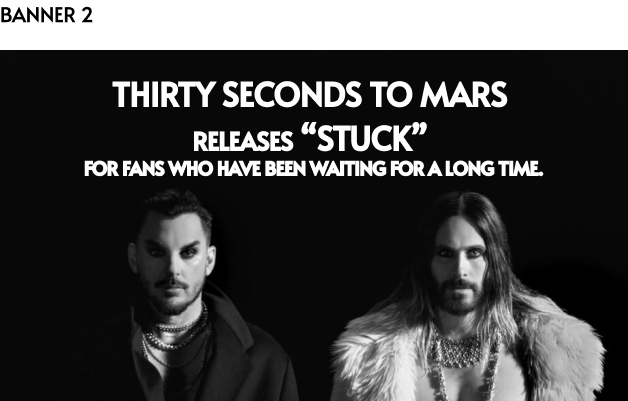 BANNER 2
THIRTY SECONDS TO MARS
RELEASES “STUCK”
FOR FANS WHO HAVE BEEN WAITING FOR A LONG TIME.